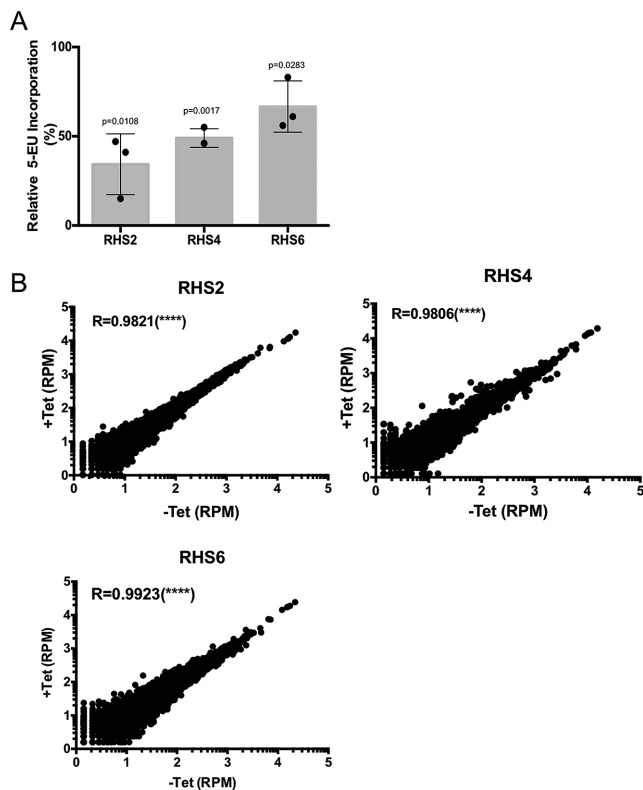 A
Relative 5-EU Incorporation
(%)
100
50
0
p=0.0108
p=0.0017
p=0.0283
RHS2
RHS4
RHS6
B
RHS2
R=0.9821(****)
+Tet (RPM)
5
4
3
2
1
0
0 1 2 3 4 5
-Tet (RPM)
RHS4
R=0.9806(****)
+Tet (RPM)
5
4
3
2
1
0
0 1 2 3 4 5
-Tet (RPM)
RHS6
R=0.9923(****)
+Tet (RPM)
5
4
3
2
1
0
0 1 2 3 4 5
-Tet (RPM)